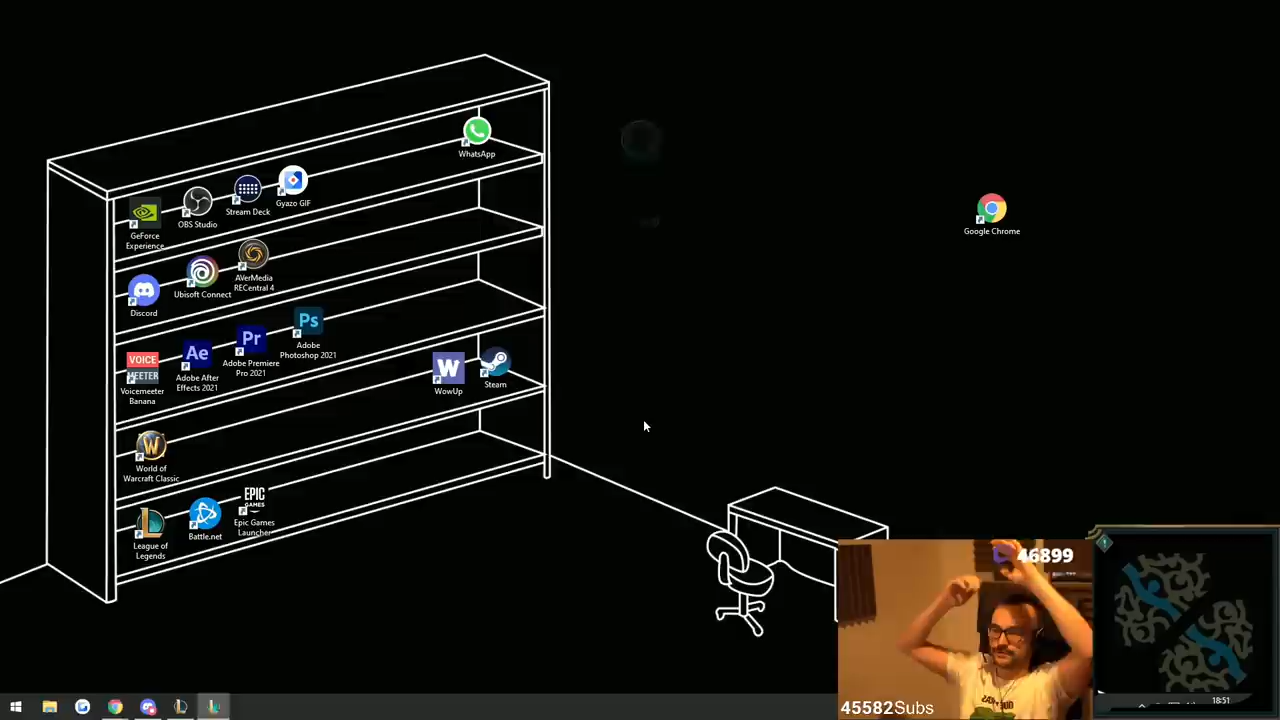 WhatsApp
Gyazo GIF
Stream Deck
OBS Studio
GeForce
Experience
Google Chrome
AVerMedia
RECentral 4
Ubisoft Connect
Discord
Ps
Adobe
Photoshop 2021
Pr
Adobe Premiere
Pro 2021
Ae
Adobe After
Effects 2021
VOICE
MEETER
Voicemeeter
Banana
W
WowUp
Steam
W
World of
Warcraft Classic
EPIC
GAMES
Epic Games
Launcher
Battle.net
L
League of
Legends
46899
45582Subs
18:51